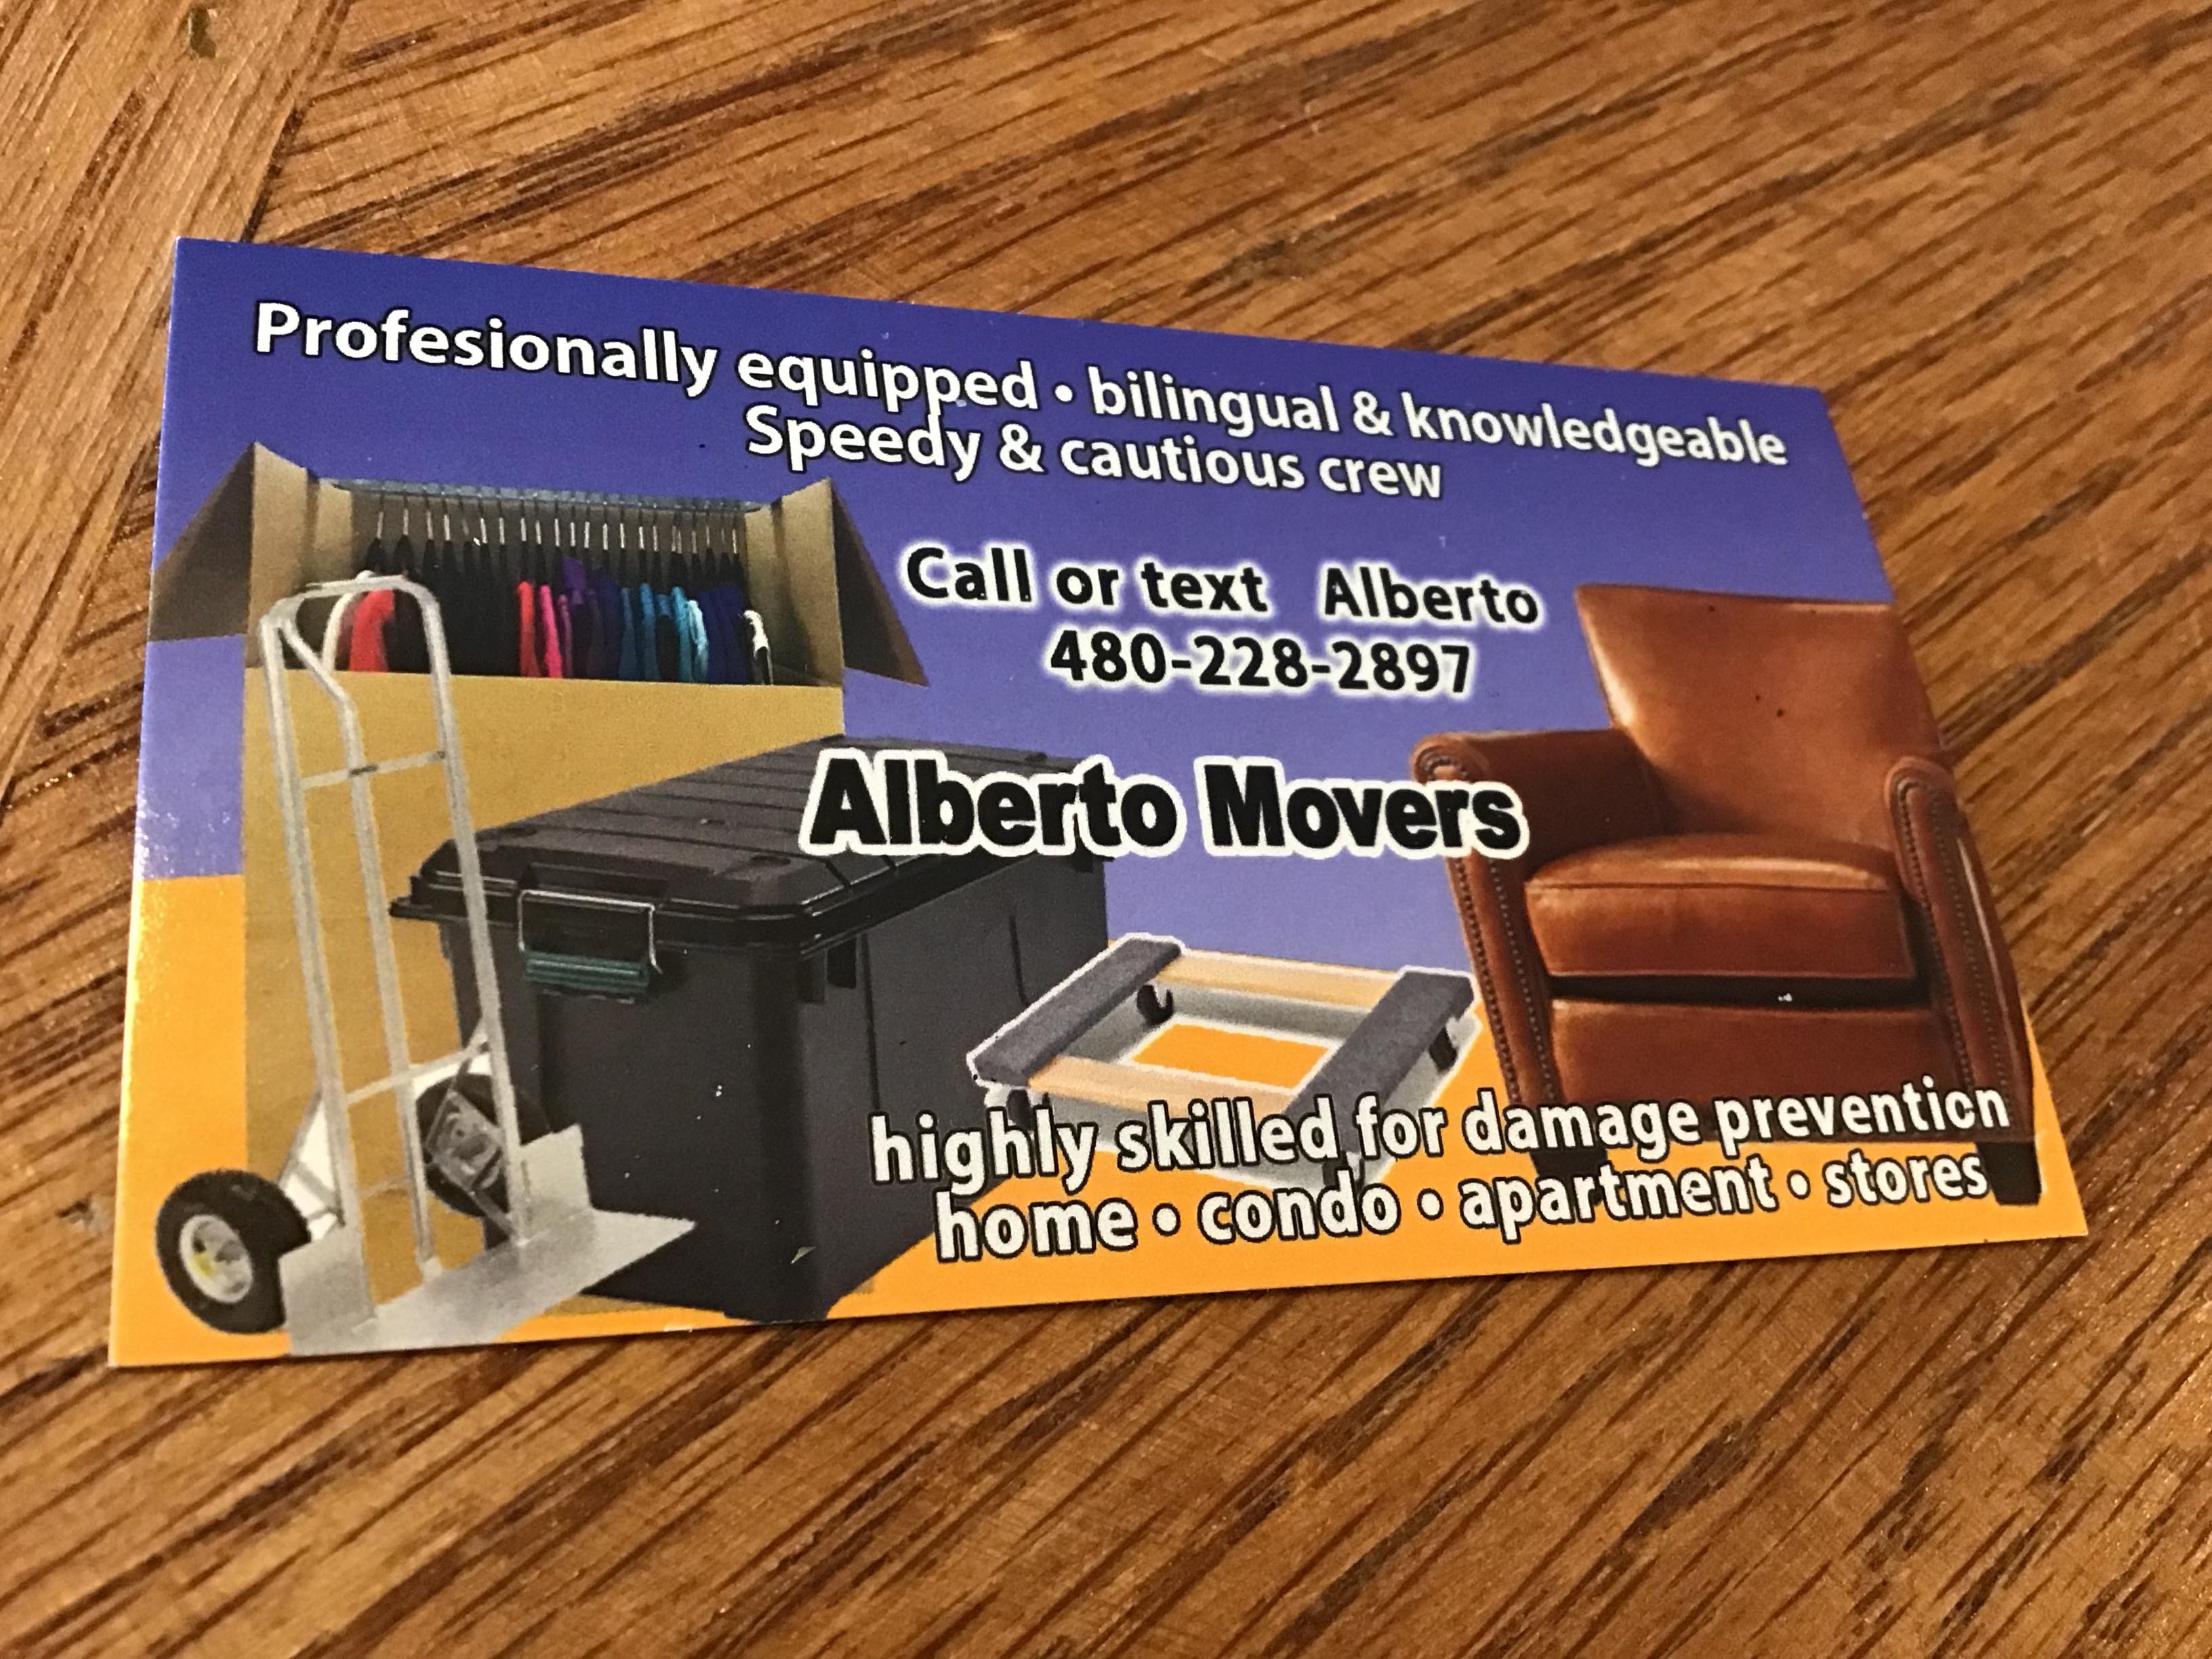 Profesionally equipped • bilingual & knowledgeable
Speedy & cautious crew
Call or text Alberto
480-228-2897
Alberto Movers
highly skilled for damage prevention
home • condo • apartment • stores